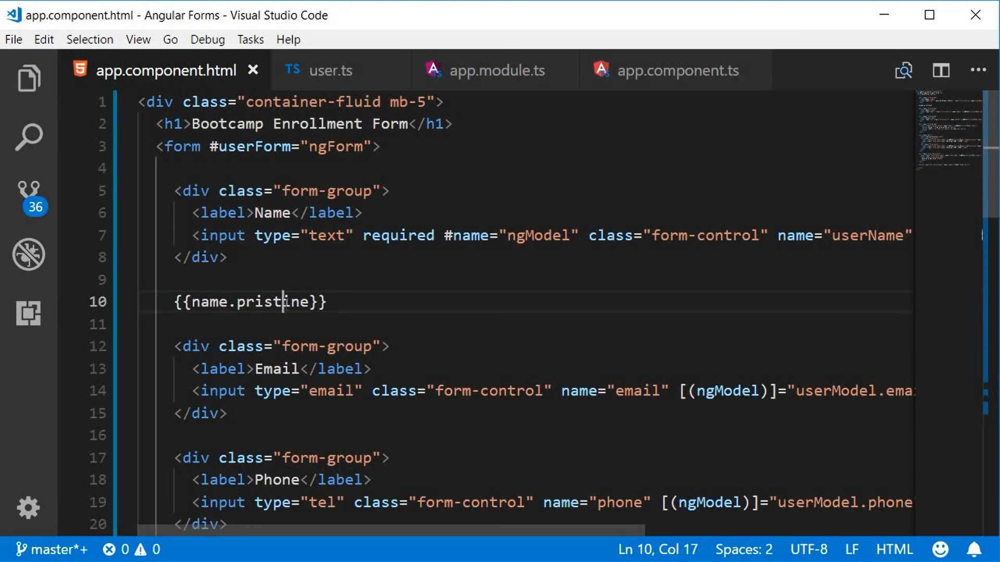 app.component.html - Angular Forms - Visual Studio Code
File Edit Selection View Go Debug Tasks Help
app.component.html TS user.ts app.module.ts app.component.ts
1 <div class="container-fluid mb-5">
2 <h1>Bootcamp Enrollment Form</h1>
3 <form #userForm="ngForm">
4
5 <div class="form-group">
6 <label>Name</label>
7 <input type="text" required #name="ngModel" class="form-control" name="userName"
8 </div>
9
10 {{name.pristine}}
11
12 <div class="form-group">
13 <label>Email</label>
14 <input type="email" class="form-control" name="email" [(ngModel)]="userModel.ema
15 </div>
16
17 <div class="form-group">
18 <label>Phone</label>
19 <input type="tel" class="form-control" name="phone" [(ngModel)]="userModel.phone
20 </div>
36
master*+ 0 0 Ln 10, Col 17 Spaces: 2 UTF-8 LF HTML